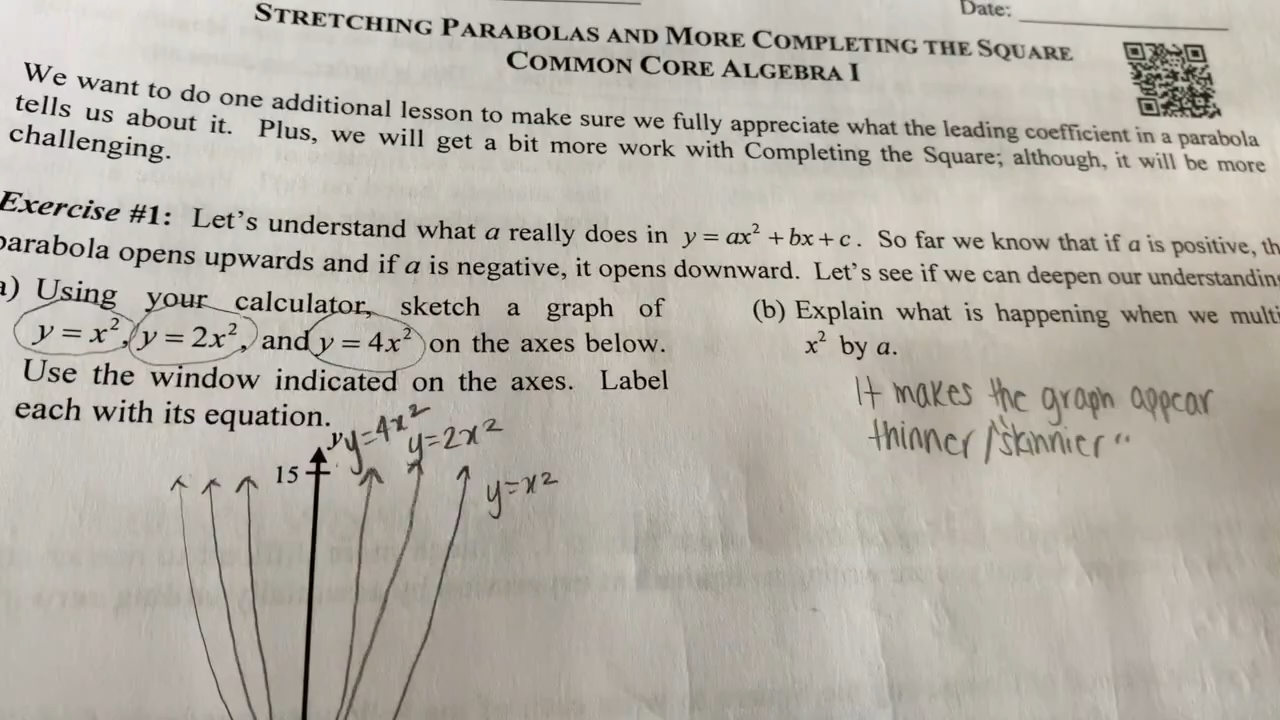 Date:
STRETCHING PARABOLAS AND MORE COMPLETING THE SQUARE
COMMON CORE ALGEBRA I
We want to do one additional lesson to make sure we fully appreciate what the leading coefficient in a parabola
tells us about it. Plus, we will get a bit more work with Completing the Square; although, it will be more
challenging.
Exercise #1: Let's understand what a really does in y = ax² + bx + c. So far we know that if a is positive, th
parabola opens upwards and if a is negative, it opens downward. Let's see if we can deepen our understanding
a) Using your calculator, sketch a graph of
y = x², y = 2x², and y = 4x² on the axes below.
Use the window indicated on the axes. Label
each with its equation.
(b) Explain what is happening when we multi
x² by a.
It makes the graph appear
thinner/skinnier"
y
y=4x²
y=2x²
15
y=x²